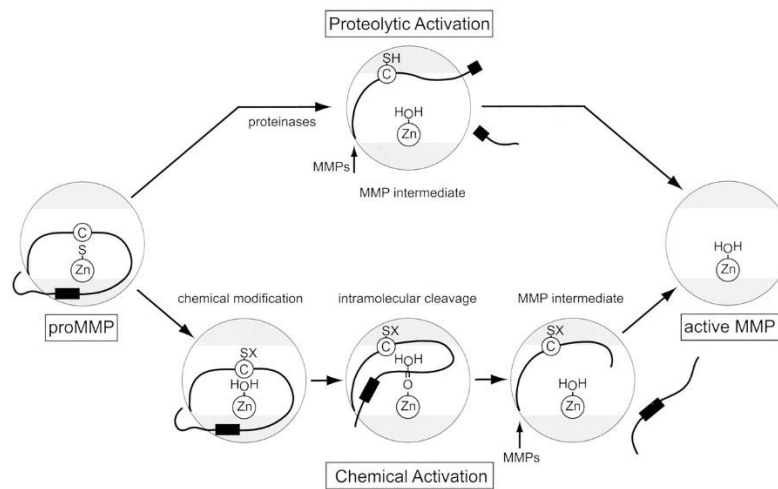 Proteolytic Activation
SH
C
HOH
Zn
proteinases
MMPs
MMP intermediate
C
S
Zn
proMMP
HOH
Zn
active MMP
chemical modification
SX
C
HOH
Zn
intramolecular cleavage
SX
C
HOH
O
Zn
MMP intermediate
SX
C
HOH
Zn
MMPs
Chemical Activation